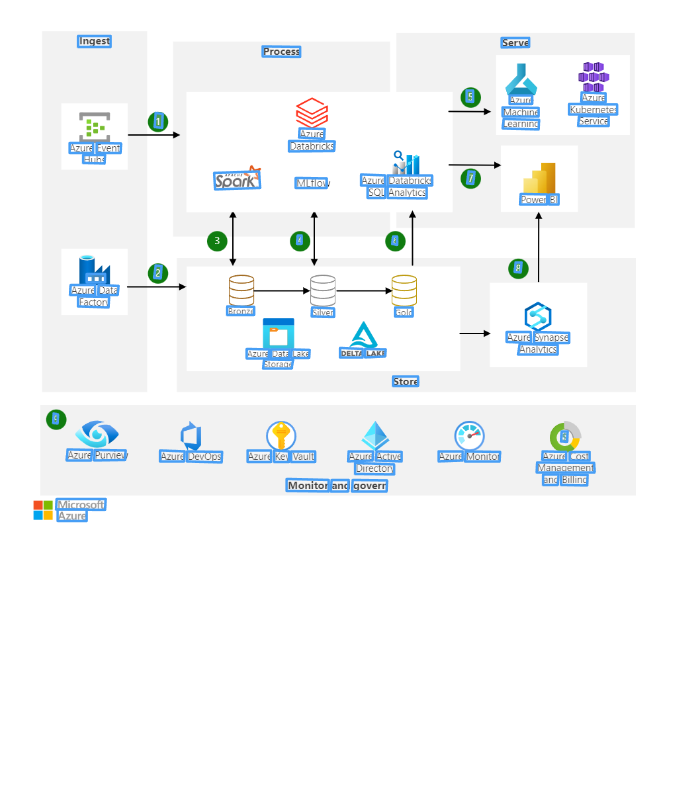 Ingest
Process
Serve
Azure Event
Hubs
1
Azure
Databricks
APACHE
Spark
MLflow
Azure Databricks
SQL Analytics
5
Azure
Machine
Learning
Azure
Kubernetes
Service
7
Power BI
3
Azure Data
Factory
2
8
Bronze
Silver
Gold
Azure Data Lake
Storage
DELTA LAKE
Azure Synapse
Analytics
Store
Azure Purview
Azure DevOps
Azure Key Vault
Azure Active
Directory
Azure Monitor
Azure Cost
Management
and Billing
Monitor and govern
Microsoft
Azure